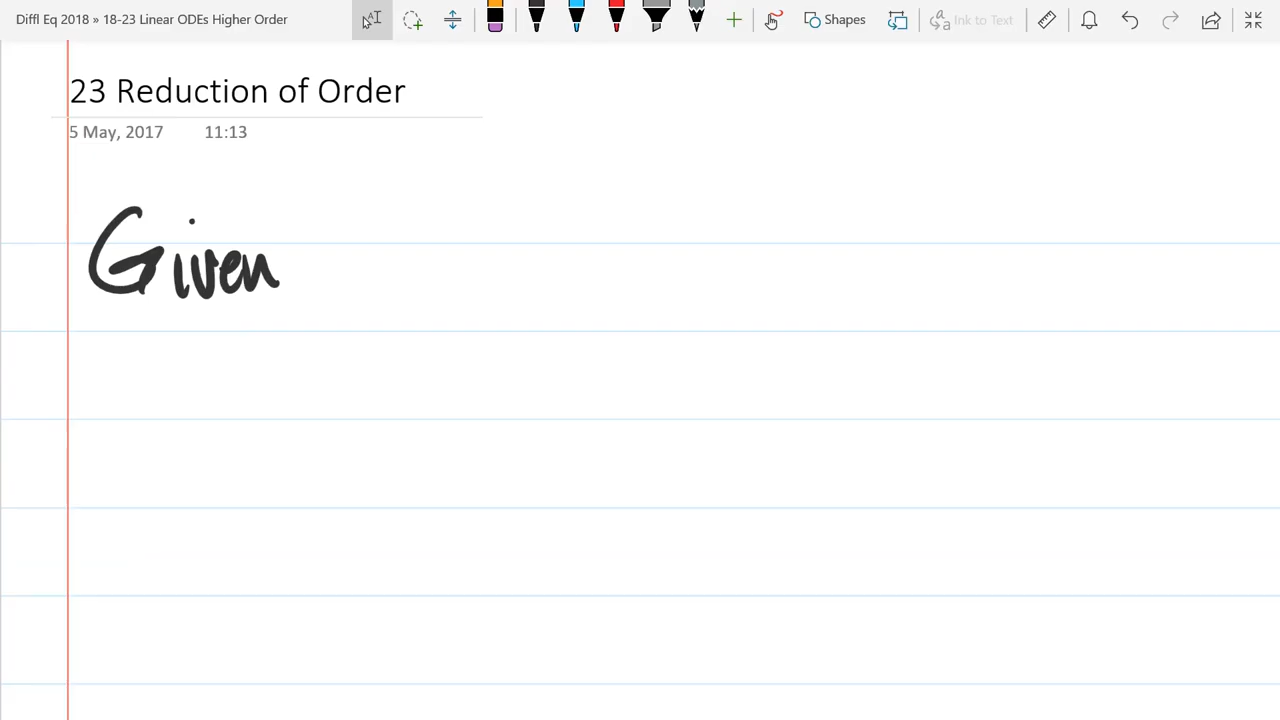 Diffl Eq 2018 » 18-23 Linear ODEs Higher Order
Shapes
Ink to Text
23 Reduction of Order
5 May, 2017 11:13
Given